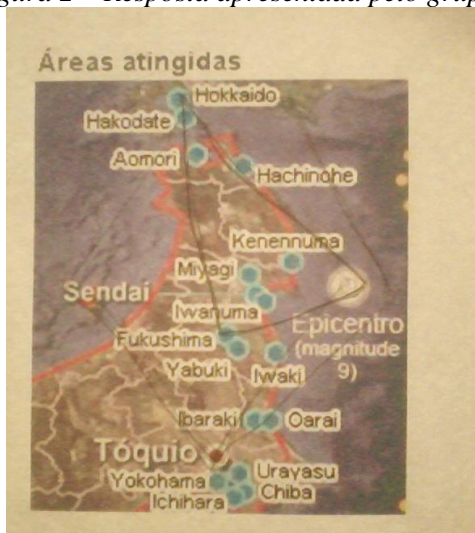 Figura 2 – Resposta apresentada pelo grup
Áreas atingidas
Hokkaido
Hakodate
Aomori
Hachinohe
Kenennuma
Miyagi
Sendai
Iwanuma
Epicentro
(magnitude
9)
Fukushima
Yabuki
Iwaki
Ibaraki
Oarai
Tóquio
Urayasu
Yokohama
Chiba
Ichihara